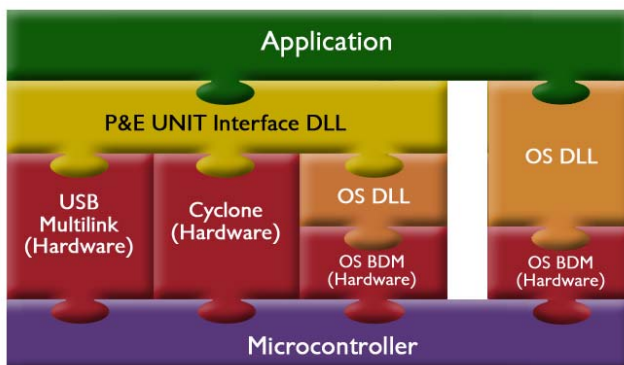 Application
P&E UNIT Interface DLL
OS DLL
USB
Multilink
(Hardware)
Cyclone
(Hardware)
OS DLL
OS BDM
(Hardware)
OS BDM
(Hardware)
Microcontroller